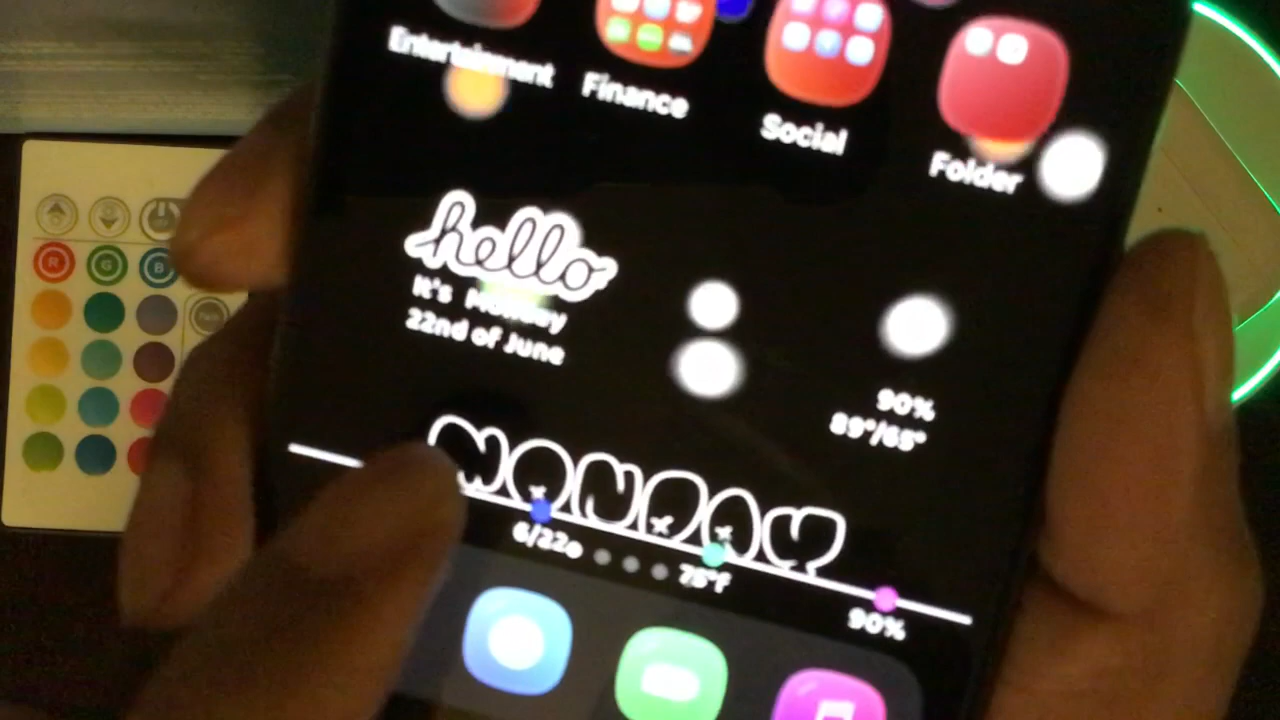 Entertainment
Finance
Social
Folder
hello
It's Monday
22nd of June
90%
89°/65°
MONDAY
6/22
75°F
90%
R
G
B